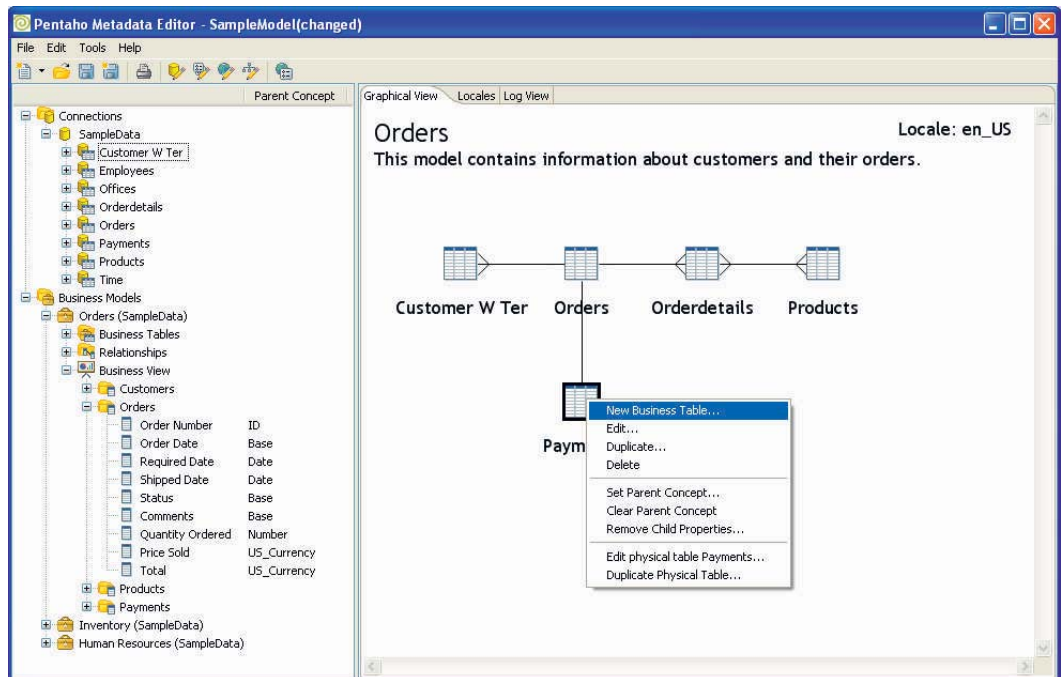 Pentaho Metadata Editor - SampleModel(changed)
File Edit Tools Help
Parent Concept
Connections
SampleData
Customer W Ter
Employees
Offices
Orderdetails
Orders
Payments
Products
Time
Business Models
Orders (SampleData)
Business Tables
Relationships
Business View
Customers
Orders
Order Number ID
Order Date Base
Required Date Date
Shipped Date Date
Status Base
Comments Base
Quantity Ordered Number
Price Sold US_Currency
Total US_Currency
Products
Payments
Inventory (SampleData)
Human Resources (SampleData)
Graphical View Locales Log View
Orders
Locale: en_US
This model contains information about customers and their orders.
Customer W Ter Orders Orderdetails Products
Paym
New Business Table...
Edit...
Duplicate...
Delete
Set Parent Concept...
Clear Parent Concept
Remove Child Properties...
Edit physical table Payments...
Duplicate Physical Table...